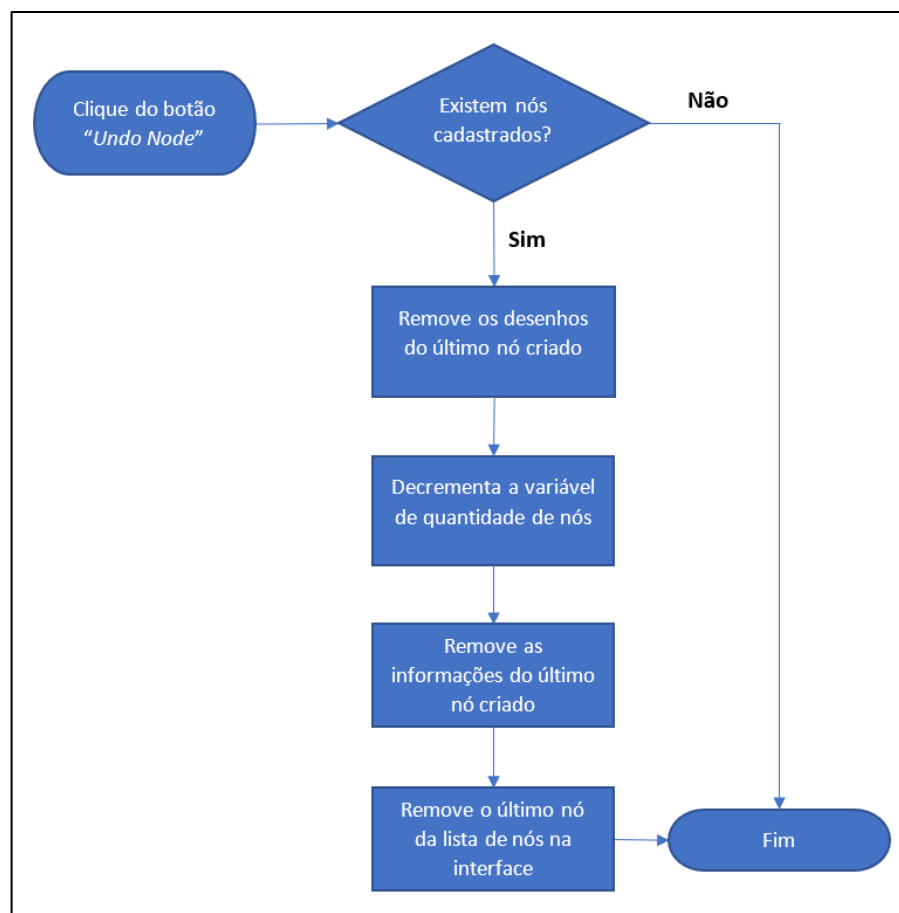 Clique do botão
“Undo Node”
Existem nós
cadastrados?
Não
Sim
Remove os desenhos
do último nó criado
Decrementa a variável
de quantidade de nós
Remove as
informações do último
nó criado
Remove o último nó
da lista de nós na
interface
Fim